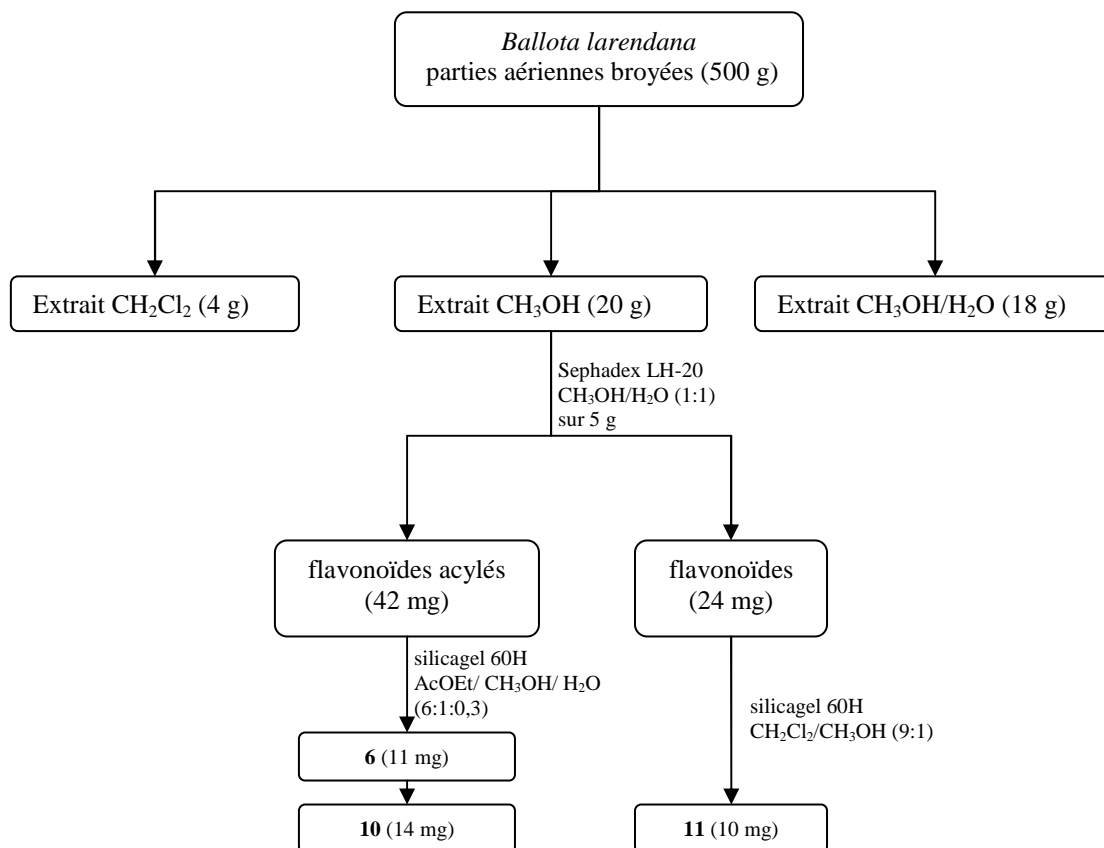 Ballota larendana
parties aériennes broyées (500 g)
Extrait CH₂Cl₂ (4 g)
Extrait CH₃OH (20 g)
Extrait CH₃OH/H₂O (18 g)
Sephadex LH-20
CH₃OH/H₂O (1:1)
sur 5 g
flavonoïdes acylés
(42 mg)
flavonoïdes
(24 mg)
silicagel 60H
AcOEt/ CH₃OH/ H₂O
(6:1:0,3)
silicagel 60H
CH₂Cl₂/CH₃OH (9:1)
6 (11 mg)
10 (14 mg)
11 (10 mg)